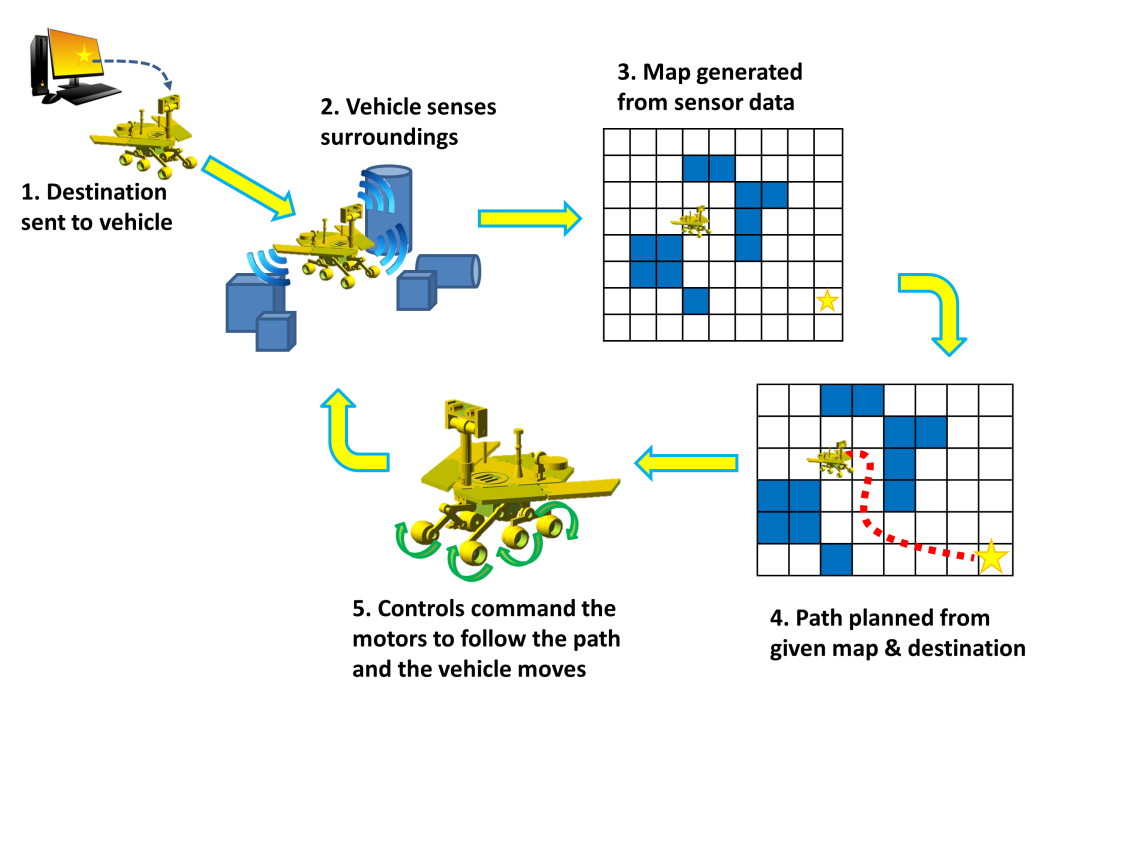 1. Destination
sent to vehicle
2. Vehicle senses
surroundings
3. Map generated
from sensor data
4. Path planned from
given map & destination
5. Controls command the
motors to follow the path
and the vehicle moves